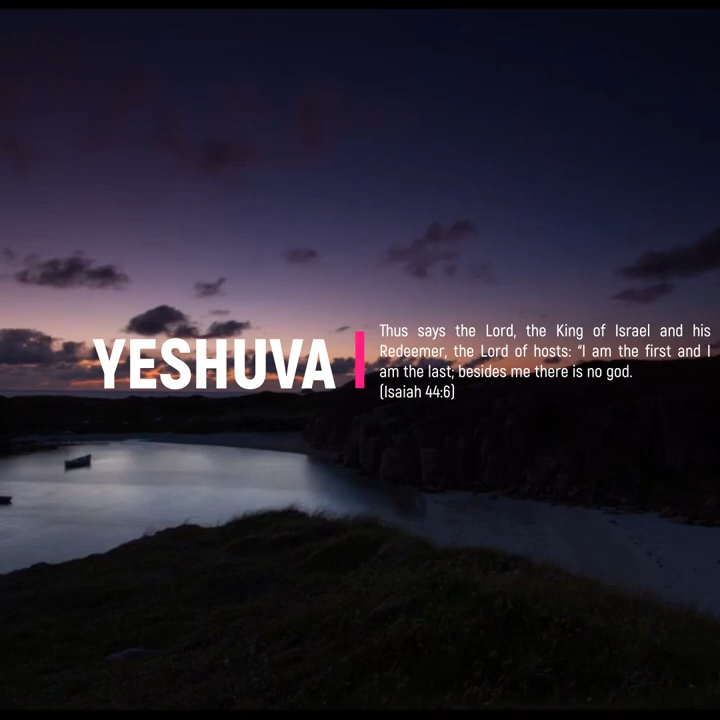 YESHUVA
Thus says the Lord, the King of Israel and his
Redeemer, the Lord of hosts: “I am the first and I
am the last; besides me there is no god.
(Isaiah 44:6)